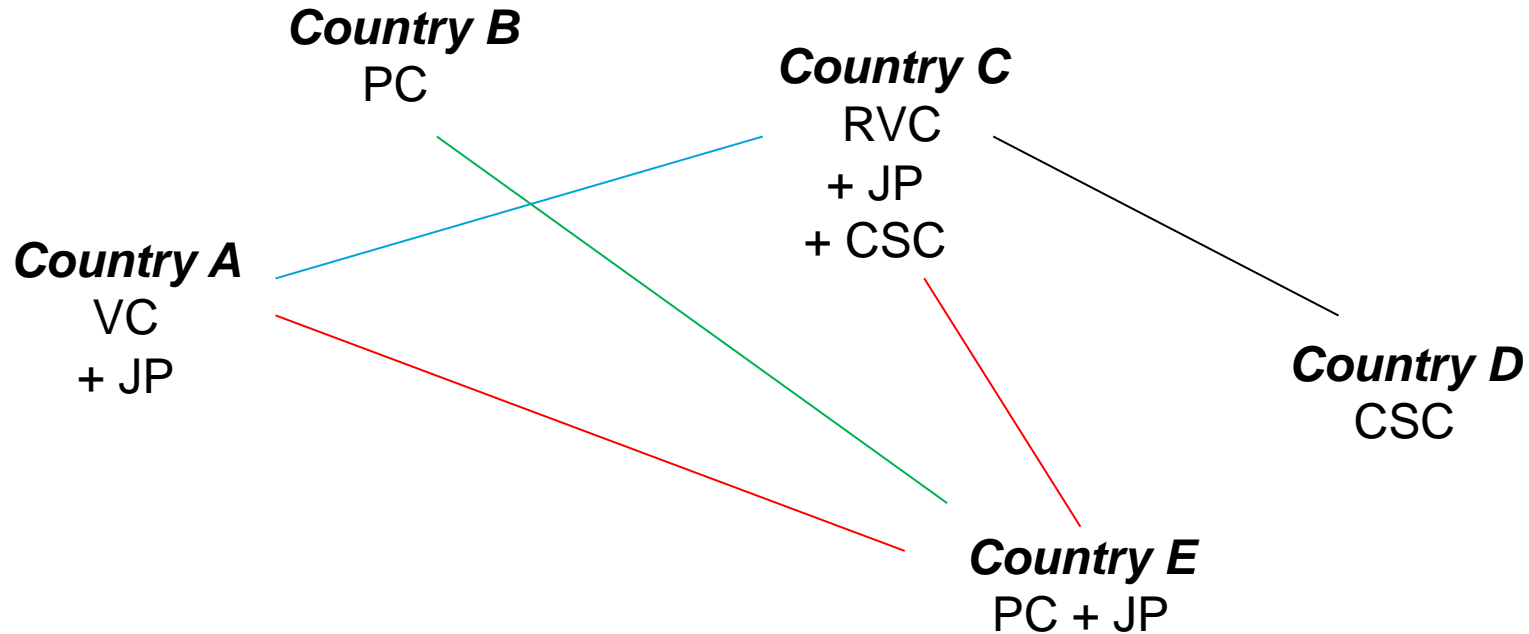 Country B
PC
Country C
RVC
+ JP
+ CSC
Country A
VC
+ JP
Country D
CSC
Country E
PC + JP